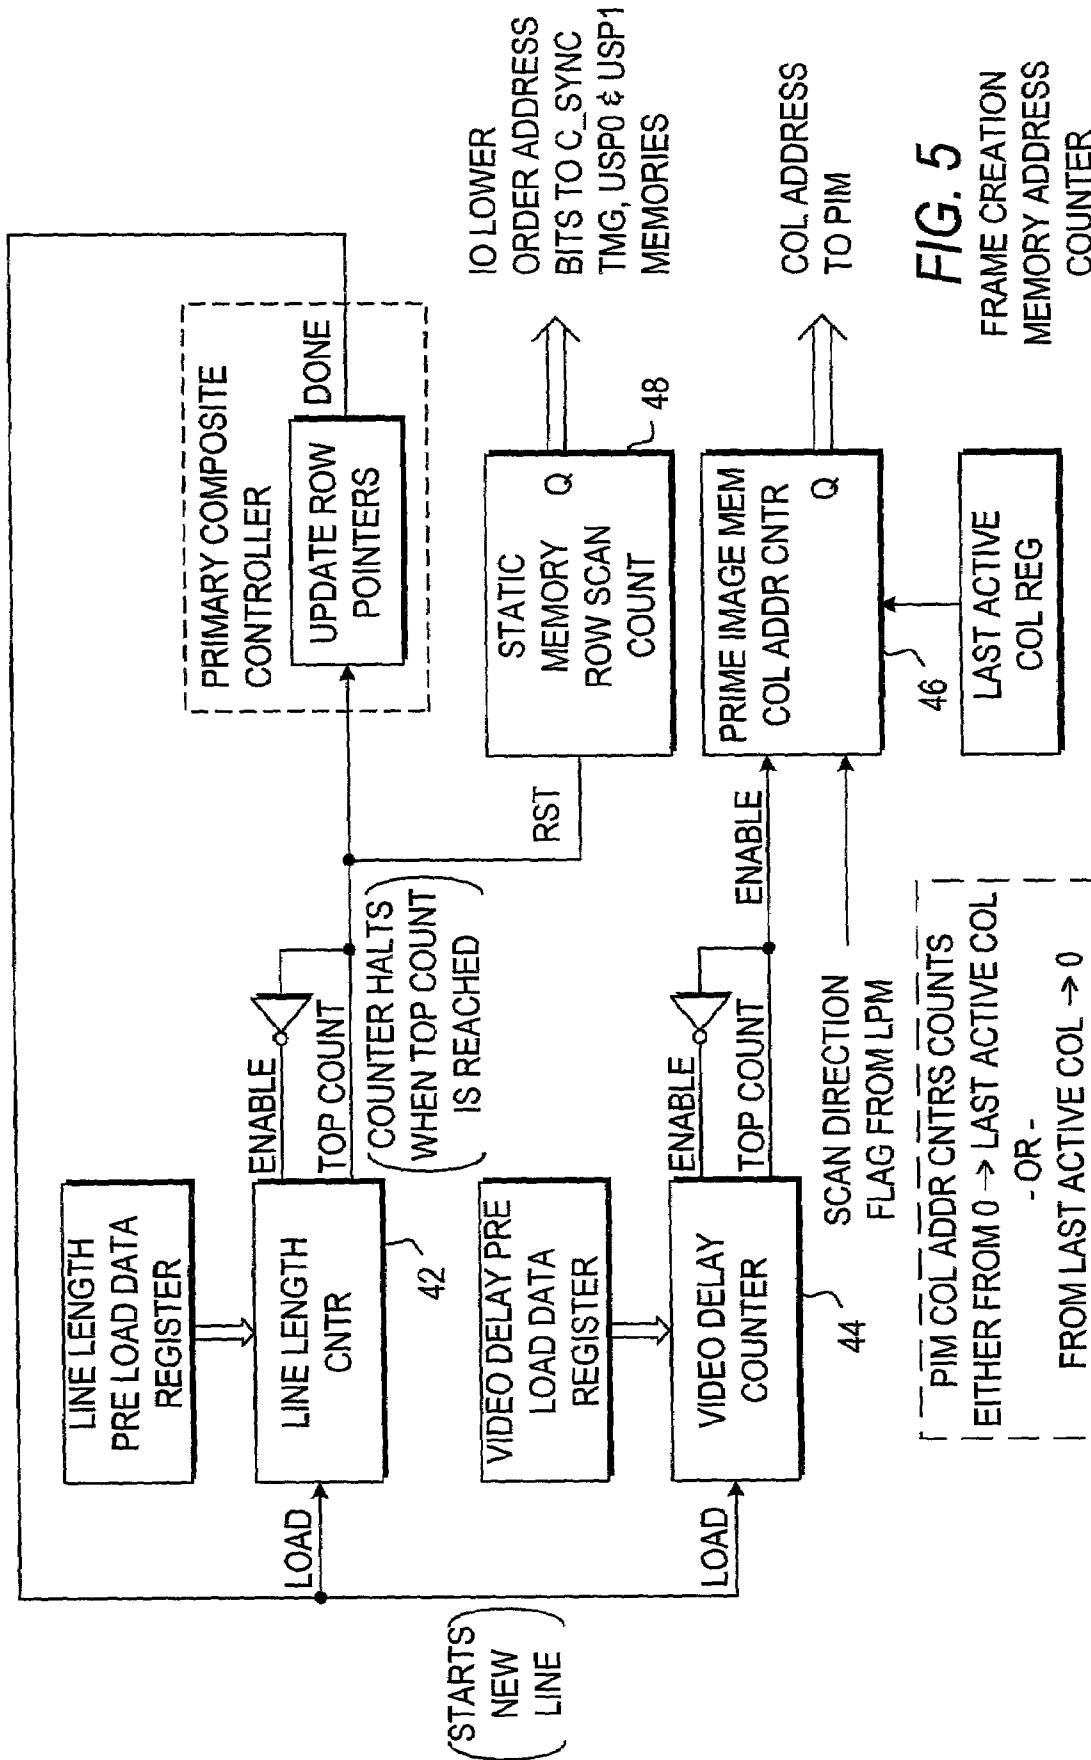 PRIMARY COMPOSITE
CONTROLLER
UPDATE ROW
POINTERS
DONE
LINE LENGTH
PRE LOAD DATA
REGISTER
LOAD
LINE LENGTH
CNTR
42
ENABLE
TOP COUNT
(COUNTER HALTS
WHEN TOP COUNT
IS REACHED)
RST
STATIC
MEMORY Q
ROW SCAN
COUNT
48
IO LOWER
ORDER ADDRESS
BITS TO C_SYNC
TMG, USP0 & USP1
MEMORIES
(STARTS
NEW
LINE)
VIDEO DELAY PRE
LOAD DATA
REGISTER
LOAD
VIDEO DELAY
COUNTER
44
ENABLE
TOP COUNT
ENABLE
SCAN DIRECTION
FLAG FROM LPM
PRIME IMAGE MEM
COL ADDR CNTR
Q
46
COL ADDRESS
TO PIM
LAST ACTIVE
COL REG
PIM COL ADDR CNTRS COUNTS
EITHER FROM 0 → LAST ACTIVE COL
- OR -
FROM LAST ACTIVE COL → 0
FIG. 5
FRAME CREATION
MEMORY ADDRESS
COUNTER